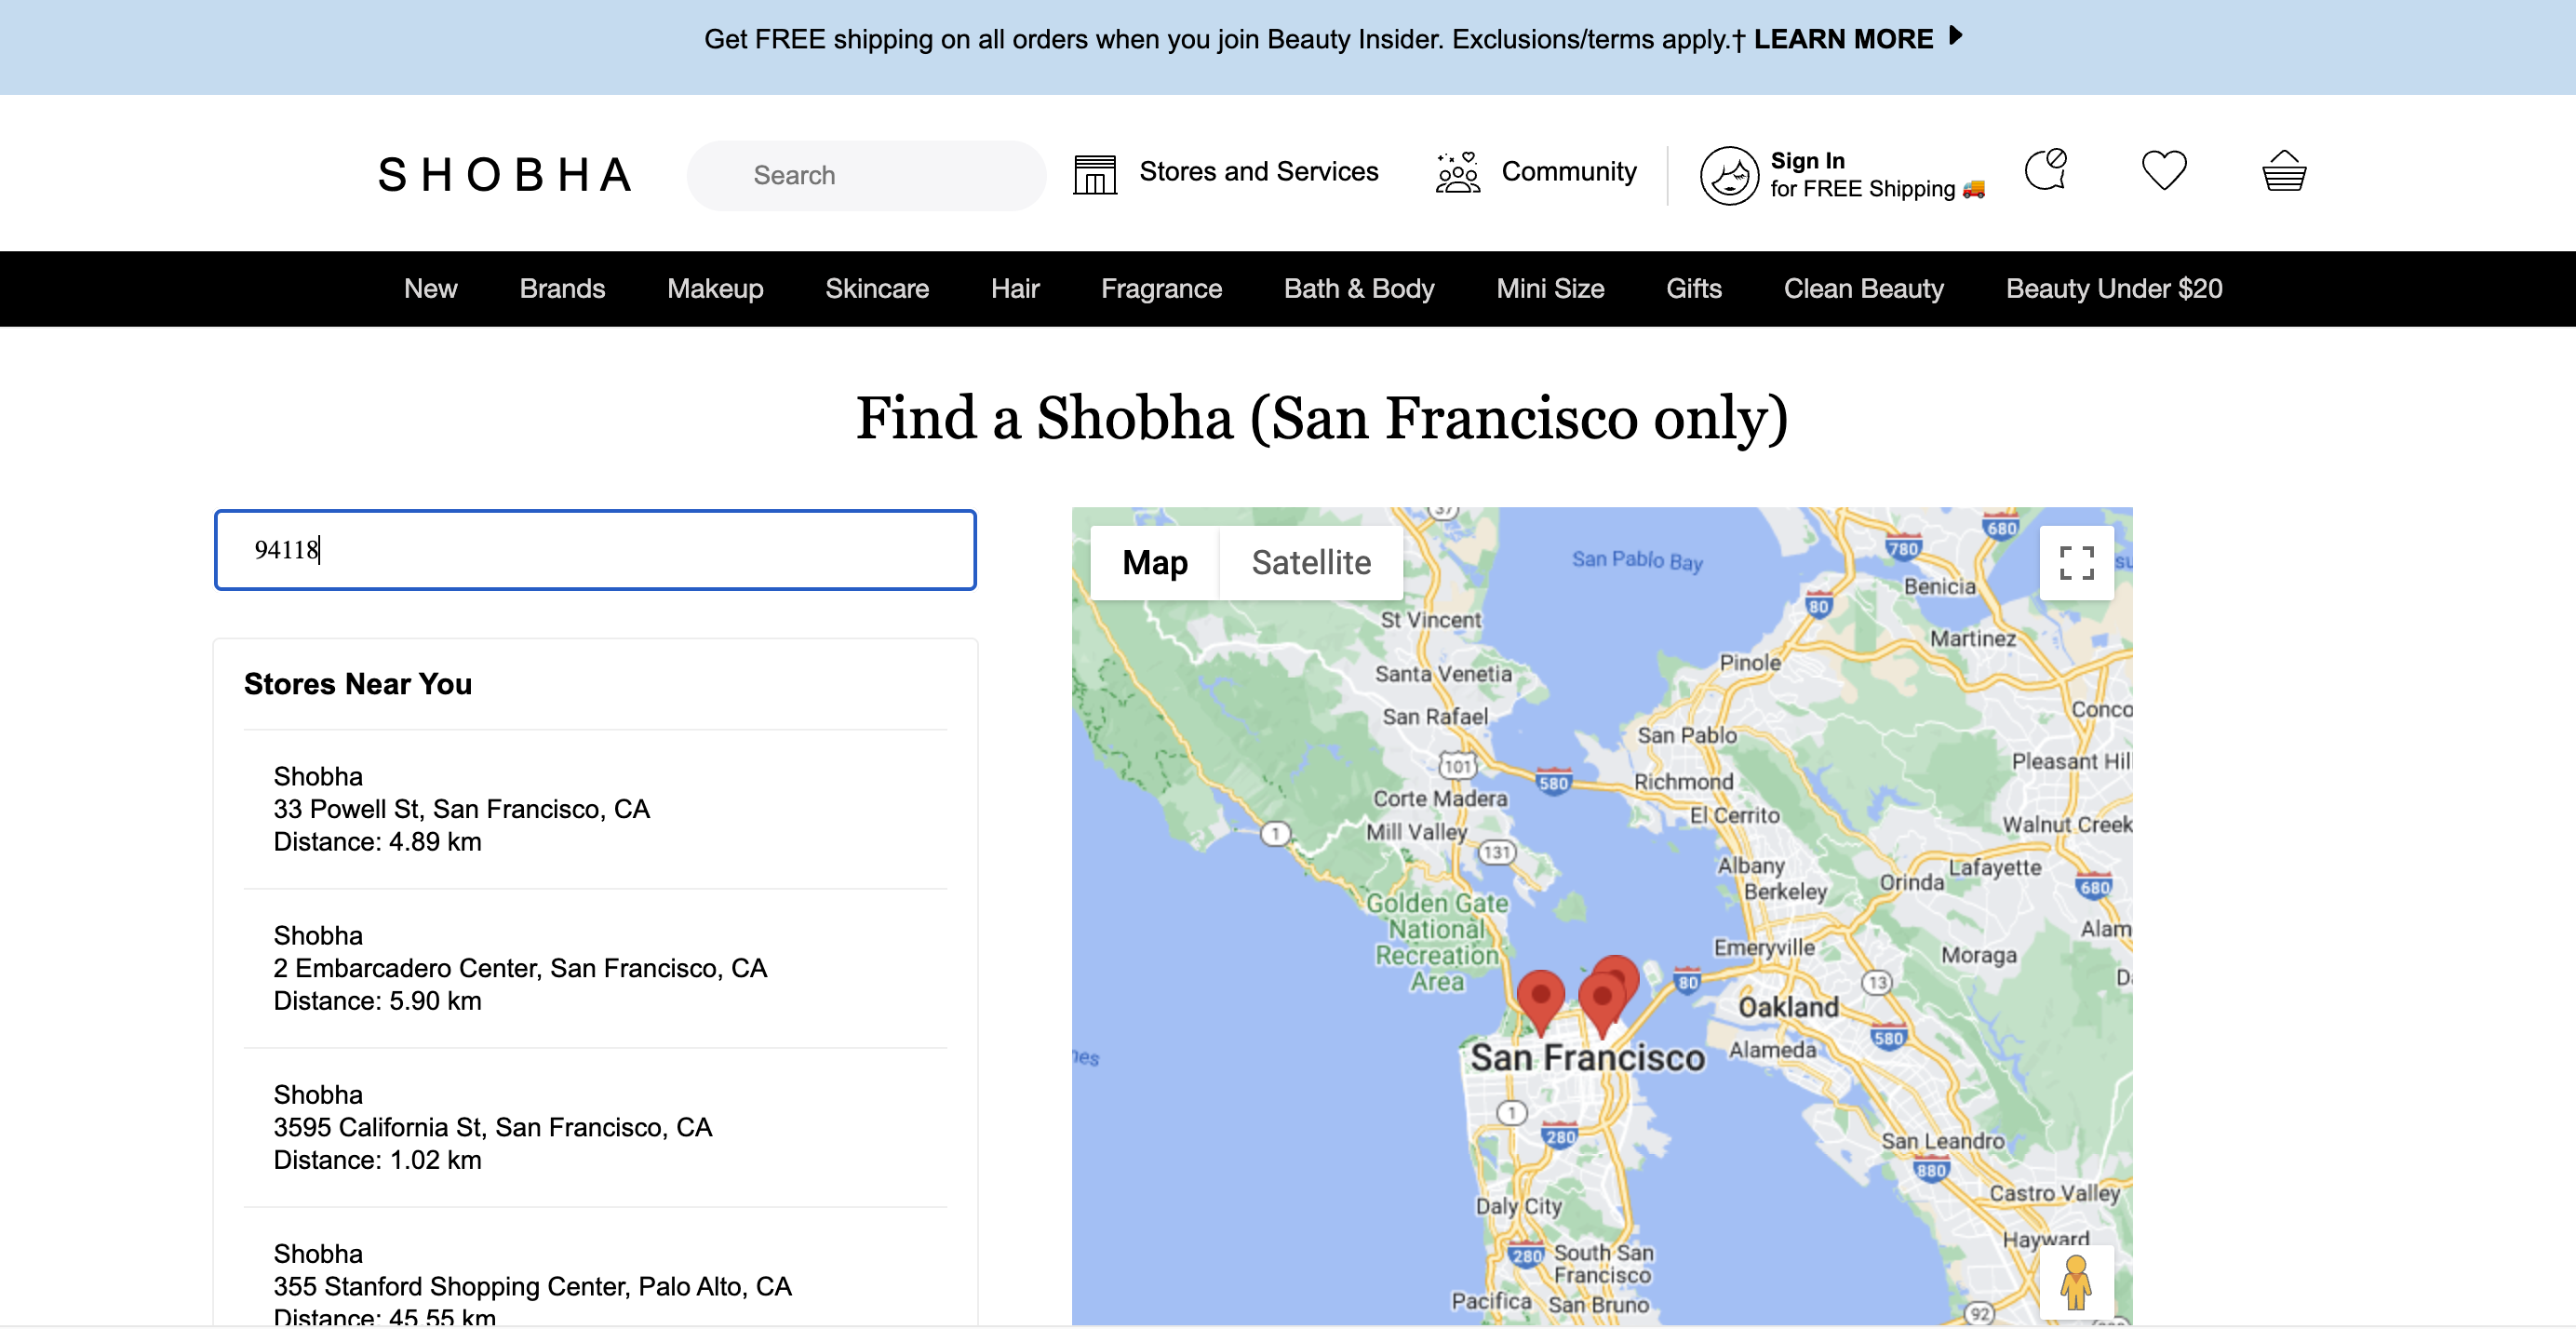 Get FREE shipping on all orders when you join Beauty Insider. Exclusions/terms apply.† LEARN MORE
SHOBHA
Search
Stores and Services
Community
Sign In
for FREE Shipping 🚚
New
Brands
Makeup
Skincare
Hair
Fragrance
Bath & Body
Mini Size
Gifts
Clean Beauty
Beauty Under $20
Find a Shobha (San Francisco only)
94118
Stores Near You
Shobha
33 Powell St, San Francisco, CA
Distance: 4.89 km
Shobha
2 Embarcadero Center, San Francisco, CA
Distance: 5.90 km
Shobha
3595 California St, San Francisco, CA
Distance: 1.02 km
Shobha
355 Stanford Shopping Center, Palo Alto, CA
Distance: 45.55 km
Map
Satellite
37
San Pablo Bay
680
780
Benicia
80
St Vincent
Martinez
Pinole
Santa Venetia
San Rafael
Conco
San Pablo
Pleasant Hil
101
580
Richmond
Corte Madera
El Cerrito
Mill Valley
Walnut Creek
1
131
Albany
Lafayette
Berkeley
Orinda
680
Golden Gate
National
Recreation
Area
Alam
Emeryville
Moraga
80
13
Oakland
580
Alameda
San Francisco
1
280
San Leandro
880
Castro Valley
Daly City
Hayward
280
South San
Francisco
Pacifica
San Bruno
92